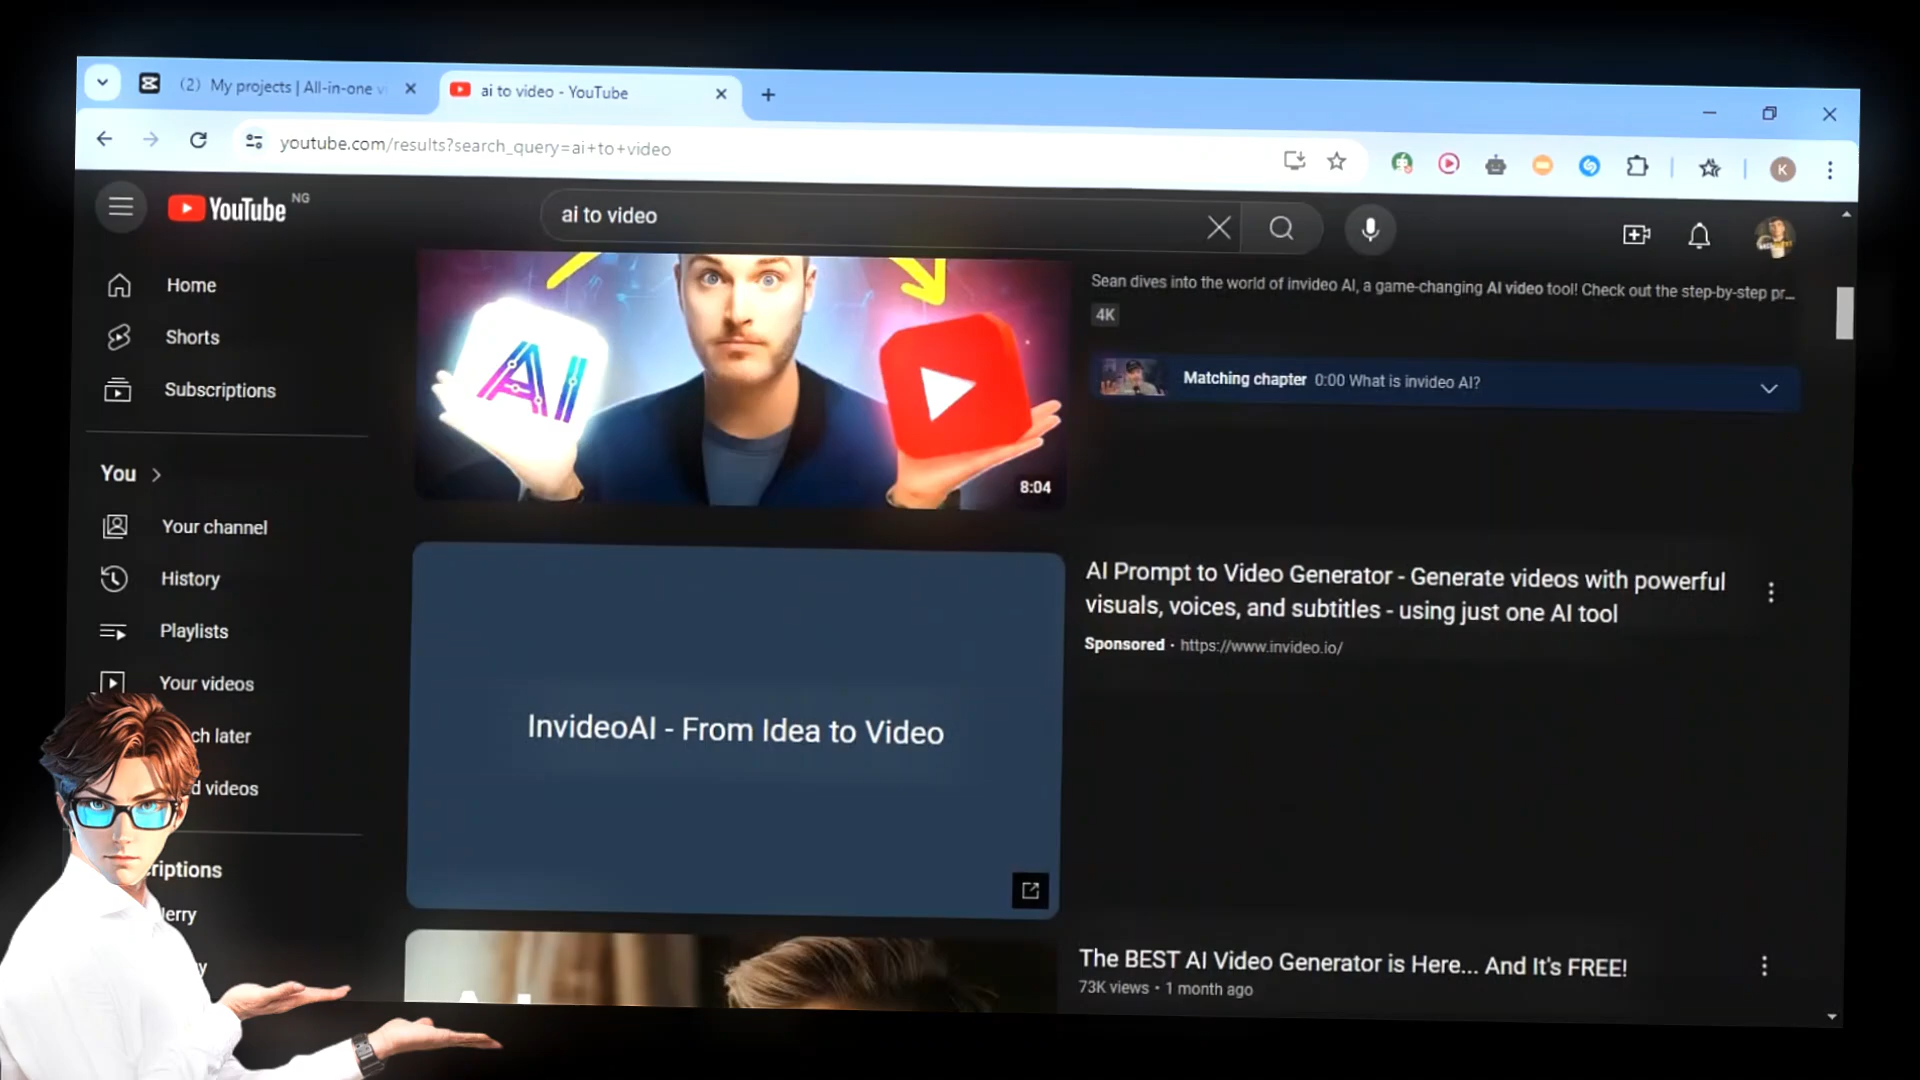 (2) My projects | All-in-one v
ai to video - YouTube
youtube.com/results?search_query=ai+to+video
K
YouTube NG
ai to video
Home
Shorts
Subscriptions
You
Your channel
History
Playlists
Your videos
ch later
d videos
riptions
erry
y
AI
8:04
Sean dives into the world of invideo AI, a game-changing AI video tool! Check out the step-by-step pr...
4K
Matching chapter 0:00 What is invideo AI?
InvideoAI - From Idea to Video
AI Prompt to Video Generator - Generate videos with powerful
visuals, voices, and subtitles - using just one AI tool
Sponsored · https://www.invideo.io/
The BEST AI Video Generator is Here... And It's FREE!
73K views · 1 month ago